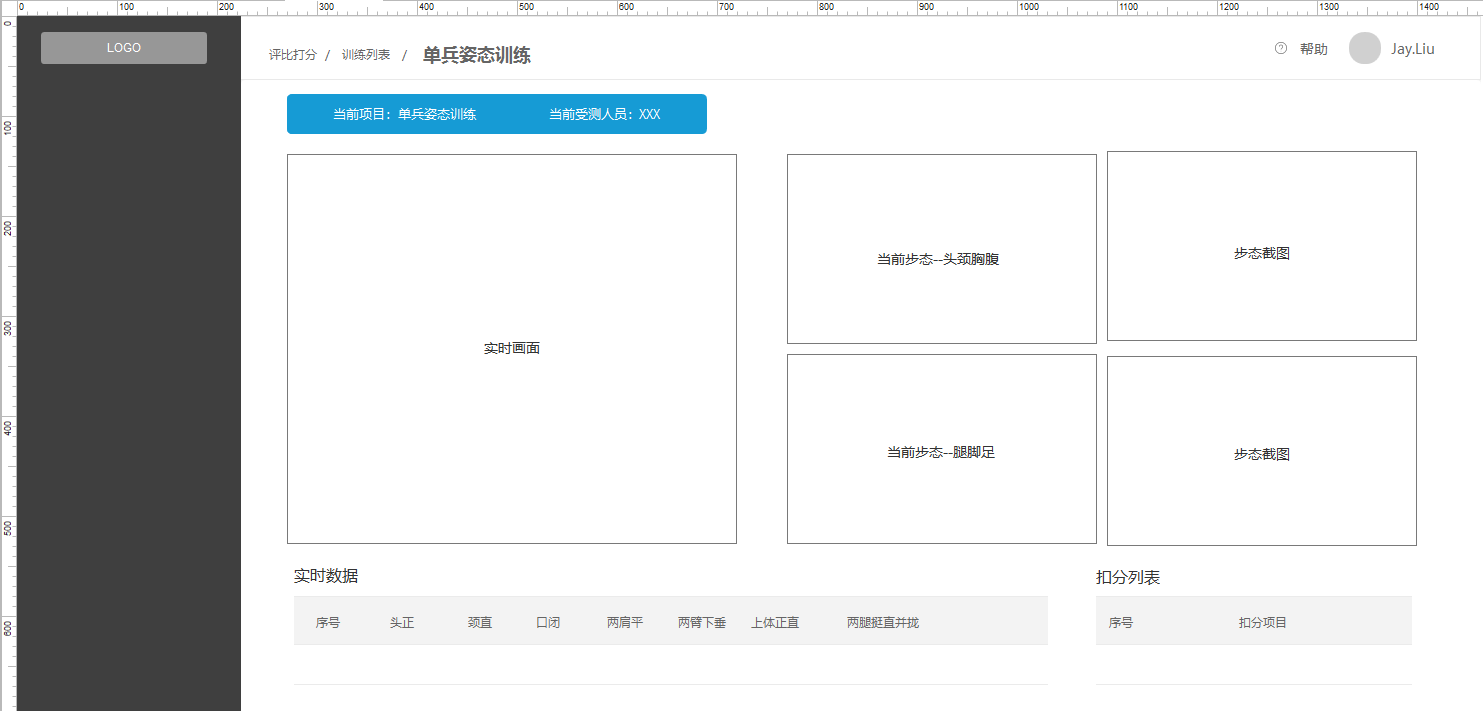 0 100 200 300 400 500 600 700 800 900 1000 1100 1200 1300 1400
0
100
200
300
400
500
600
LOGO
评比打分 / 训练列表 / 单兵姿态训练
帮助 Jay.Liu
当前项目：单兵姿态训练 当前受测人员：XXX
实时画面
当前步态--头颈胸腹
步态截图
当前步态--腿脚足
步态截图
实时数据
序号 头正 颈直 口闭 两肩平 两臂下垂 上体正直 两腿挺直并拢
扣分列表
序号 扣分项目